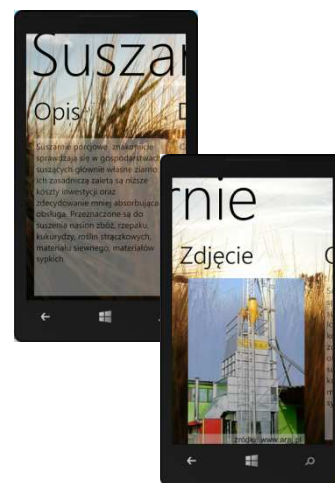 Susza
Opis
Suszarnie porcjowe znakomicie
sprawdzają się w gospodarstwach
suszących głównie własne ziarno.
Ich zasadniczą zaletą są niższe
koszty inwestycji oraz
zdecydowanie mniej absorbująca
obsługa. Przeznaczone są do
suszenia nasion zbóż, rzepaku,
kukurydzy, roślin strączkowych,
materiału siewnego, materiałów
sypkich.
rnie
Zdjęcie
źródło: www.araj.pl